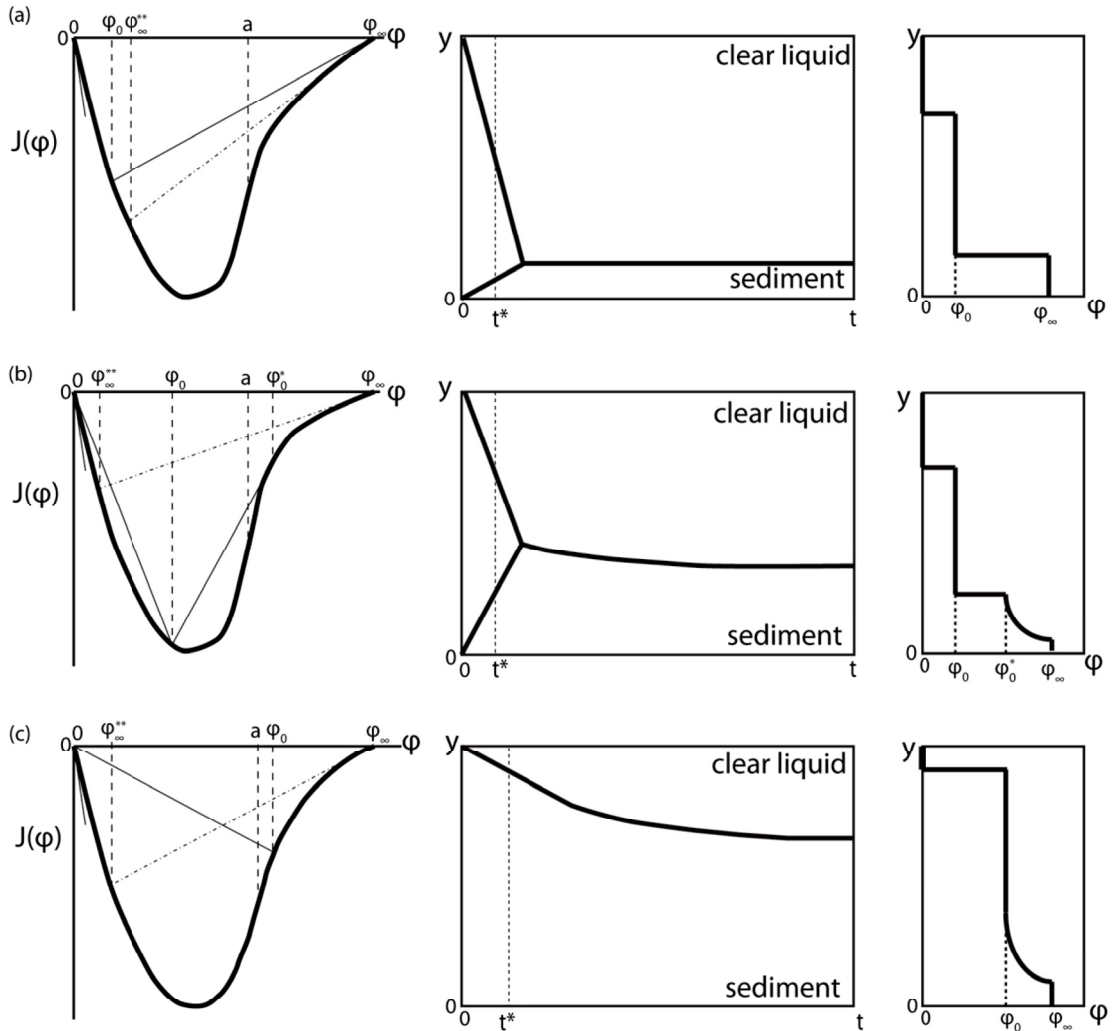 (a)
0 φ₀ φ∞** a φ∞
0 φ
J(φ)
y
clear liquid
sediment
0
0 t* t
y
0
0 φ₀ φ∞ φ
(b)
0 φ∞** φ₀ a φ₀* φ∞
0 φ
J(φ)
y
clear liquid
sediment
0
0 t* t
y
0
0 φ₀ φ₀* φ∞ φ
(c)
0 φ∞** a φ₀ φ∞
0 φ
J(φ)
y
clear liquid
sediment
0
t* t
y
0
0 φ₀ φ∞ φ